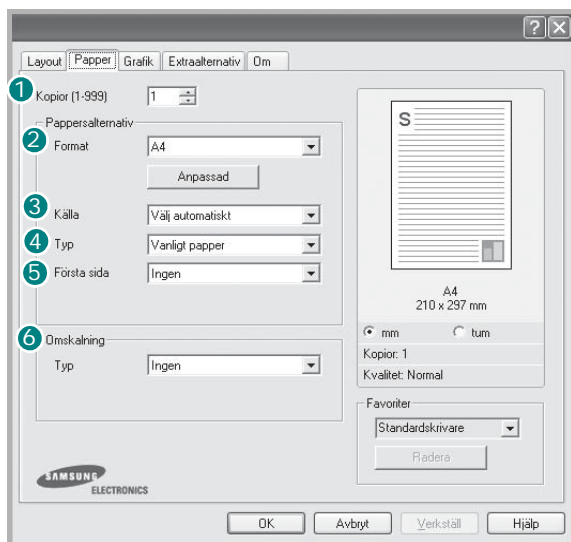 Layout Papper Grafik Extraalternativ Om
1 Kopior (1-999) 1
Pappersalternativ
2 Format A4
Anpassad
3 Källa Välj automatiskt
4 Typ Vanligt papper
5 Första sida Ingen
6 Omskalning
Typ Ingen
S
A4
210 x 297 mm
mm tum
Kopior: 1
Kvalitet: Normal
Favoriter
Standardskrivare
Radera
SAMSUNG
ELECTRONICS
OK Avbryt Verkställ Hjälp